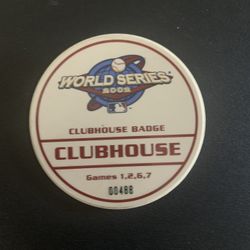 WORLD SERIES
2002
CLUBHOUSE BADGE
CLUBHOUSE
Games 1,2,6,7
00488